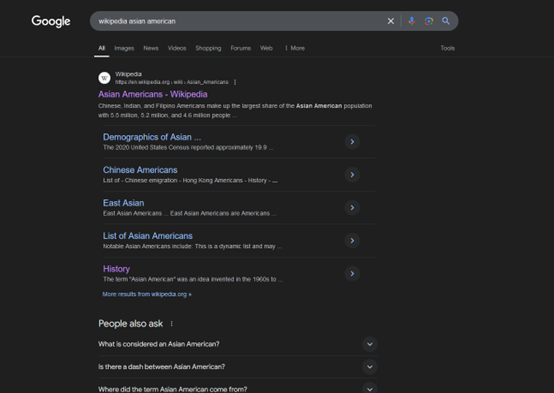 Google
wikipedia asian american
All Images News Videos Shopping Forums Web More Tools
Wikipedia
https://en.wikipedia.org › wiki › Asian_Americans
Asian Americans - Wikipedia
Chinese, Indian, and Filipino Americans make up the largest share of the Asian American population
with 5.5 million, 5.2 million, and 4.6 million people ...
Demographics of Asian ...
The 2020 United States Census reported approximately 19.9 ...
Chinese Americans
List of - Chinese emigration - Hong Kong Americans - History - ...
East Asian
East Asian Americans ... East Asian Americans are Americans ...
List of Asian Americans
Notable Asian Americans include: This is a dynamic list and may ...
History
The term "Asian American" was an idea invented in the 1960s to ...
More results from wikipedia.org »
People also ask
What is considered an Asian American?
Is there a dash between Asian American?
Where did the term Asian American come from?